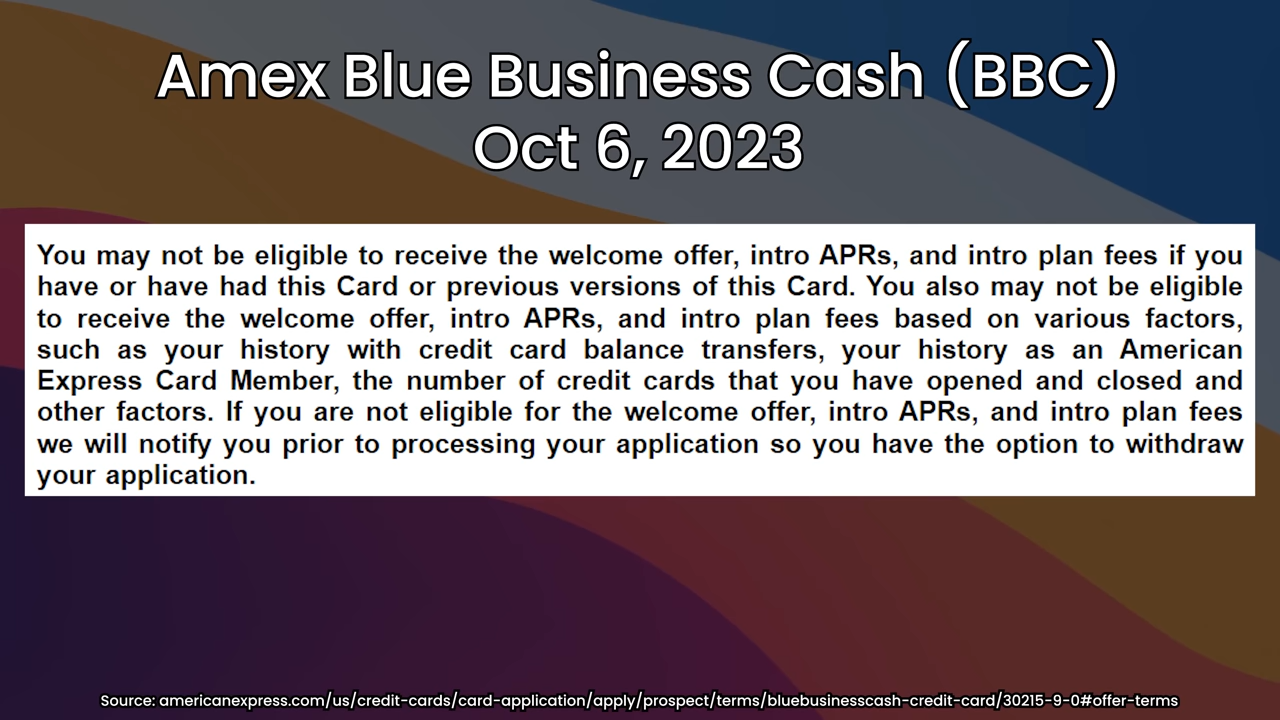 Amex Blue Business Cash (BBC)
Oct 6, 2023
You may not be eligible to receive the welcome offer, intro APRs, and intro plan fees if you
have or have had this Card or previous versions of this Card. You also may not be eligible
to receive the welcome offer, intro APRs, and intro plan fees based on various factors,
such as your history with credit card balance transfers, your history as an American
Express Card Member, the number of credit cards that you have opened and closed and
other factors. If you are not eligible for the welcome offer, intro APRs, and intro plan fees
we will notify you prior to processing your application so you have the option to withdraw
your application.
Source: americanexpress.com/us/credit-cards/card-application/apply/prospect/terms/bluebusinesscash-credit-card/30215-9-0#offer-terms